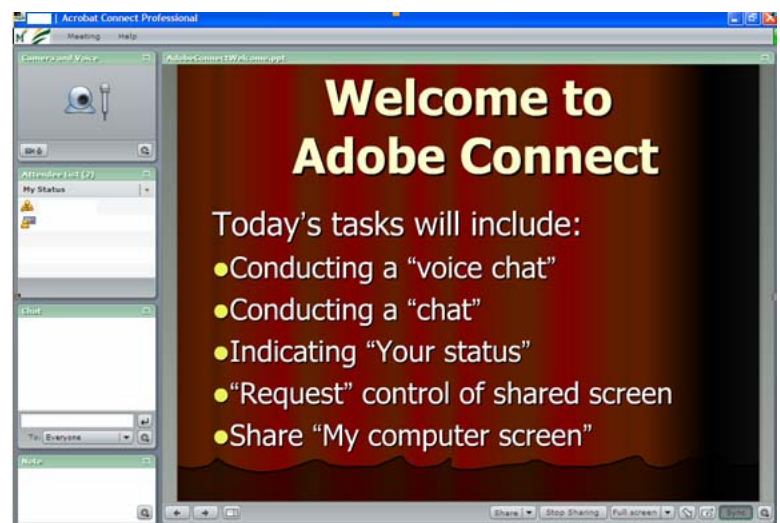 Acrobat Connect Professional
Meeting Help
Camera and Voice
AdobeConnectWelcome.ppt
Attendee List (2)
My Status
Chat
To: Everyone
Note
Welcome to
Adobe Connect
Today's tasks will include:
●Conducting a “voice chat”
●Conducting a “chat”
●Indicating “Your status”
●“Request” control of shared screen
●Share “My computer screen”
Share Stop Sharing Full screen Sync